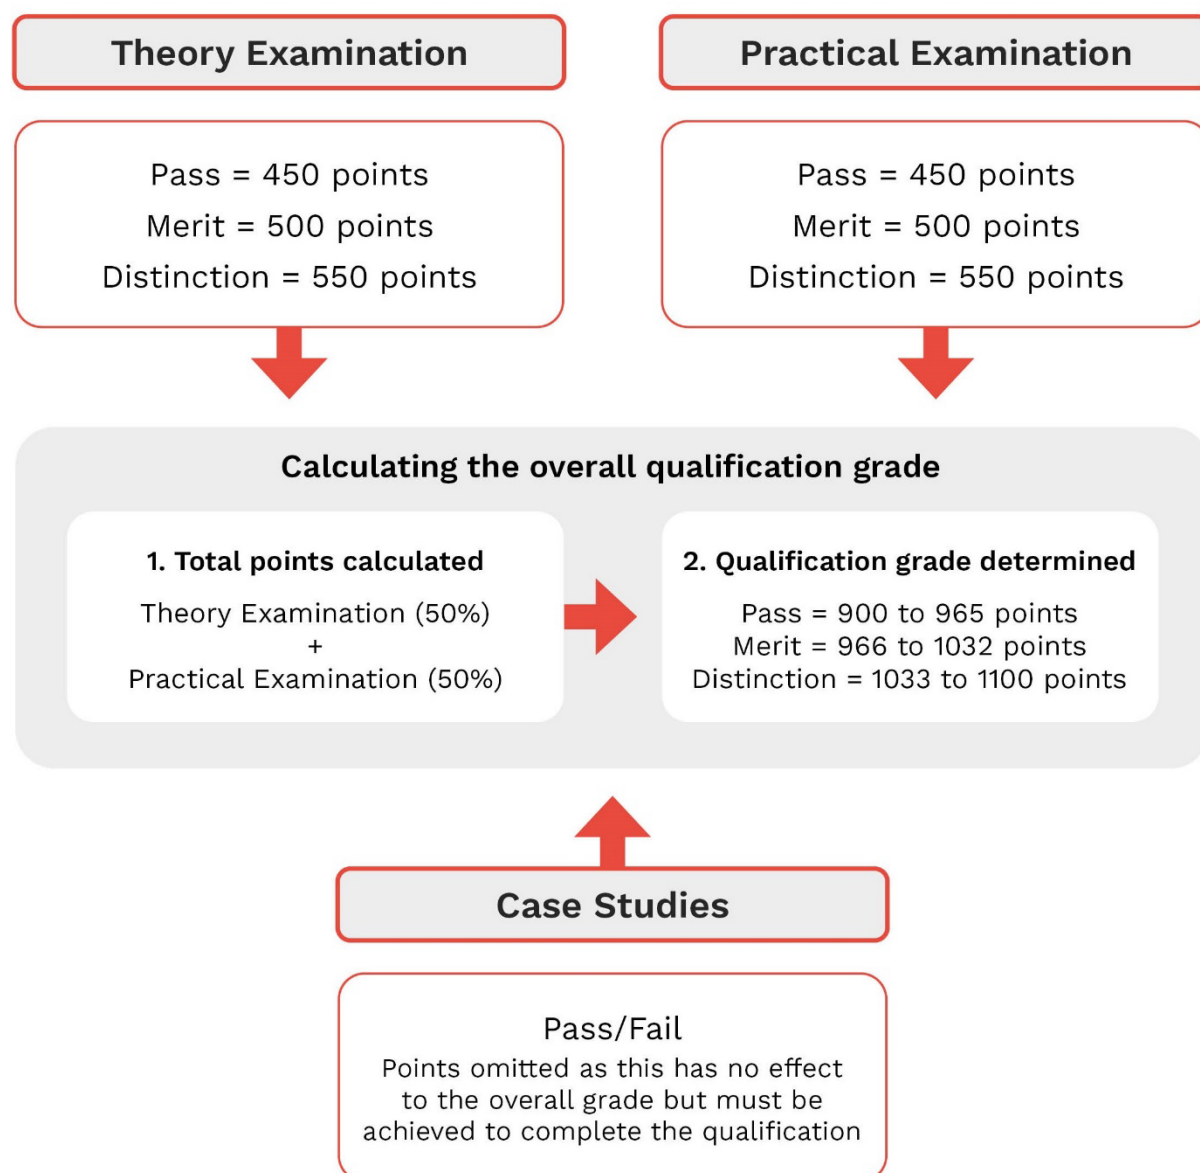 Theory Examination
Pass = 450 points
Merit = 500 points
Distinction = 550 points
Practical Examination
Pass = 450 points
Merit = 500 points
Distinction = 550 points
Calculating the overall qualification grade
1. Total points calculated
Theory Examination (50%)
+
Practical Examination (50%)
2. Qualification grade determined
Pass = 900 to 965 points
Merit = 966 to 1032 points
Distinction = 1033 to 1100 points
Case Studies
Pass/Fail
Points omitted as this has no effect
to the overall grade but must be
achieved to complete the qualification